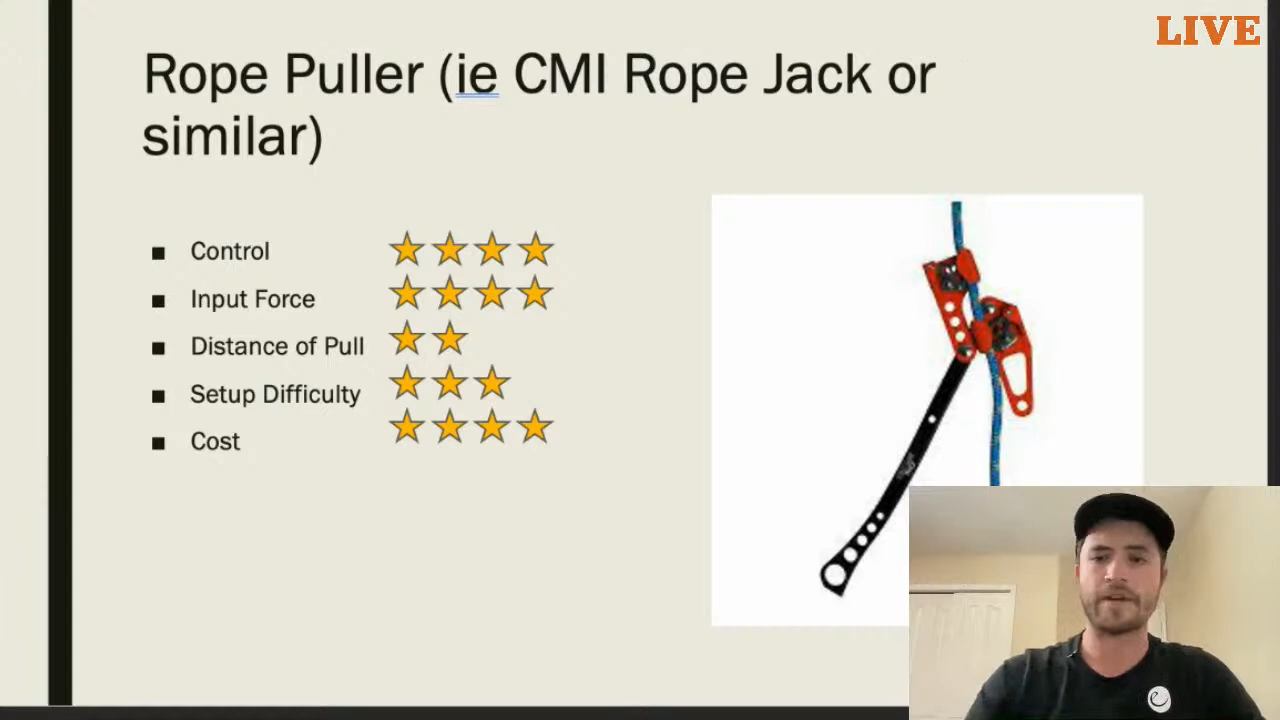 LIVE
Rope Puller (ie CMI Rope Jack or
similar)
■ Control
■ Input Force
■ Distance of Pull
■ Setup Difficulty
■ Cost